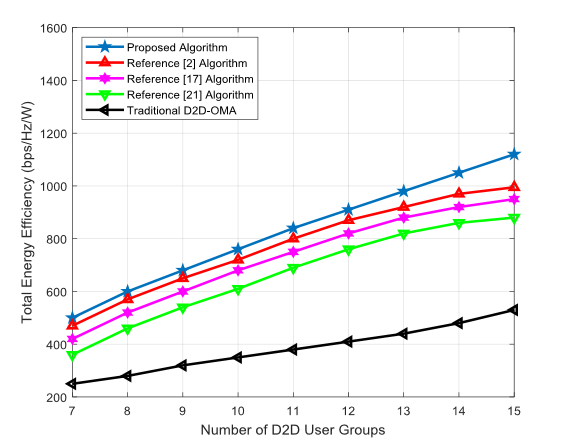 1600
1400
1200
1000
800
600
400
200
Total Energy Efficiency (bps/Hz/W)
Proposed Algorithm
Reference [2] Algorithm
Reference [17] Algorithm
Reference [21] Algorithm
Traditional D2D-OMA
7 8 9 10 11 12 13 14 15
Number of D2D User Groups